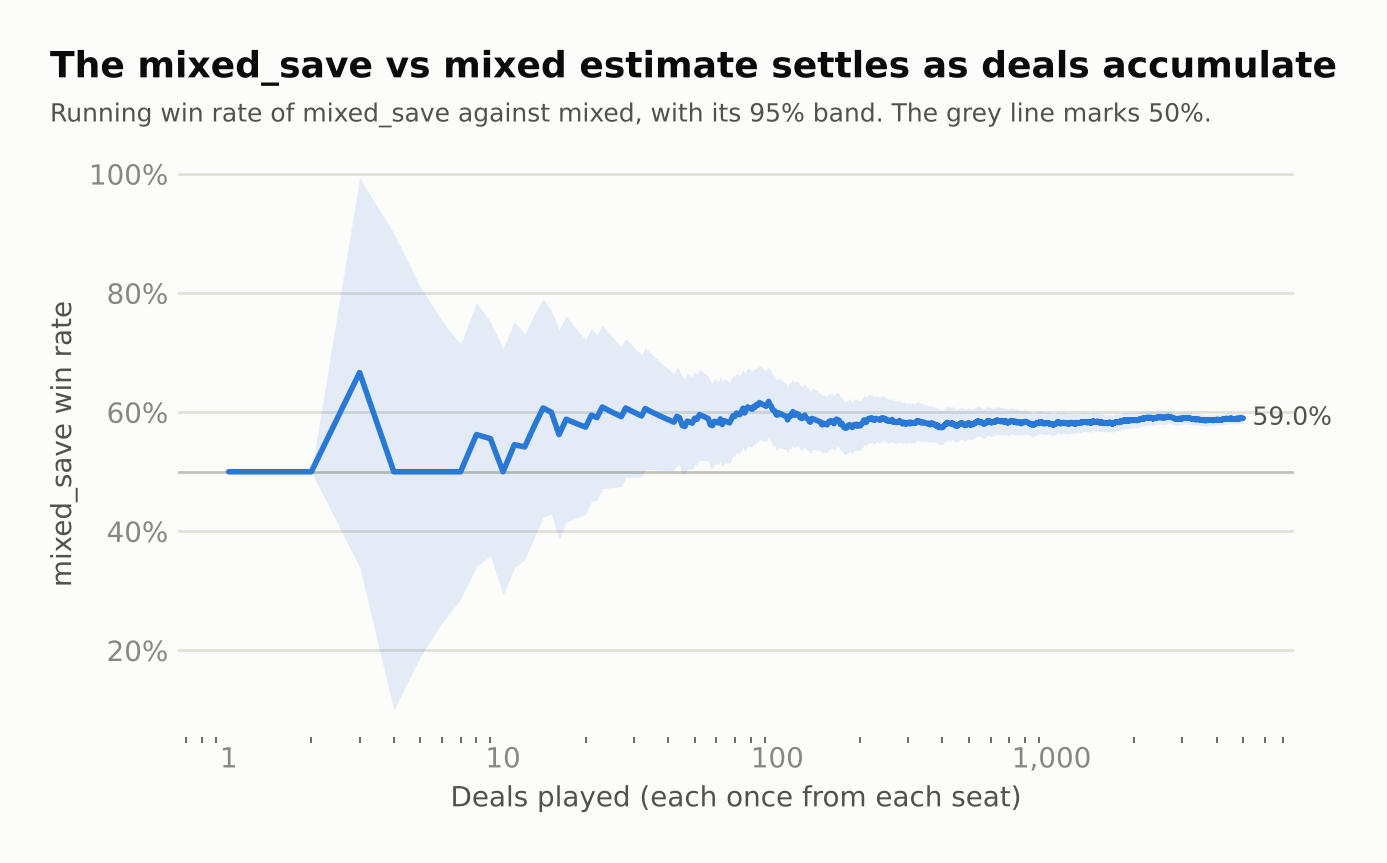 The mixed_save vs mixed estimate settles as deals accumulate
Running win rate of mixed_save against mixed, with its 95% band. The grey line marks 50%.
100%
80%
60%
40%
20%
mixed_save win rate
59.0%
1
10
100
1,000
Deals played (each once from each seat)